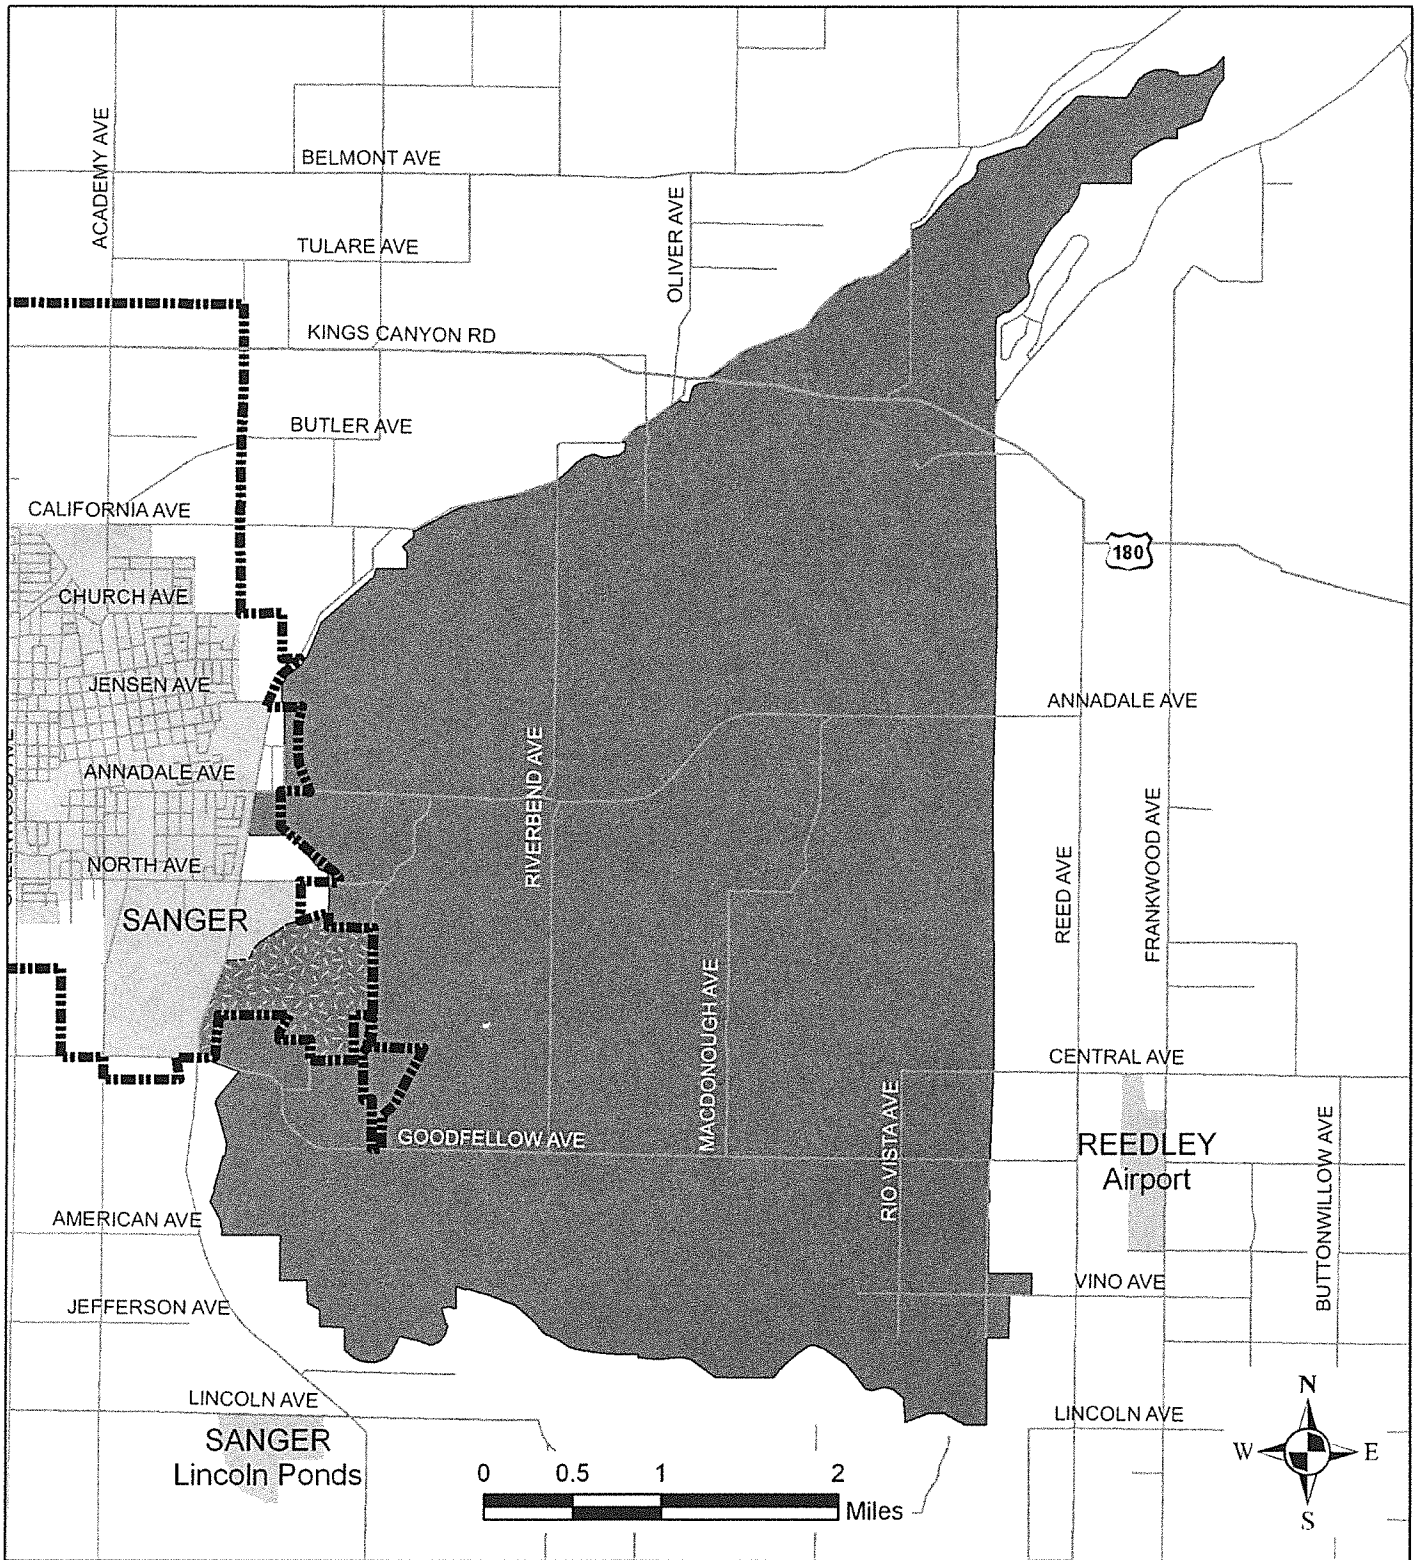 ACADEMY AVE
BELMONT AVE
OLIVER AVE
TULARE AVE
KINGS CANYON RD
BUTLER AVE
CALIFORNIA AVE
180
CHURCH AVE
JENSEN AVE
ANNADALE AVE
RIVERBEND AVE
ANNADALE AVE
NORTH AVE
REED AVE
FRANKWOOD AVE
SANGER
MACDONOUGH AVE
CENTRAL AVE
RIO VISTA AVE
GOODFELLOW AVE
REEDLEY
Airport
BUTTONWILLOW AVE
AMERICAN AVE
VINO AVE
JEFFERSON AVE
LINCOLN AVE
LINCOLN AVE
SANGER
Lincoln Ponds
0 0.5 1 2
Miles
N
W E
S